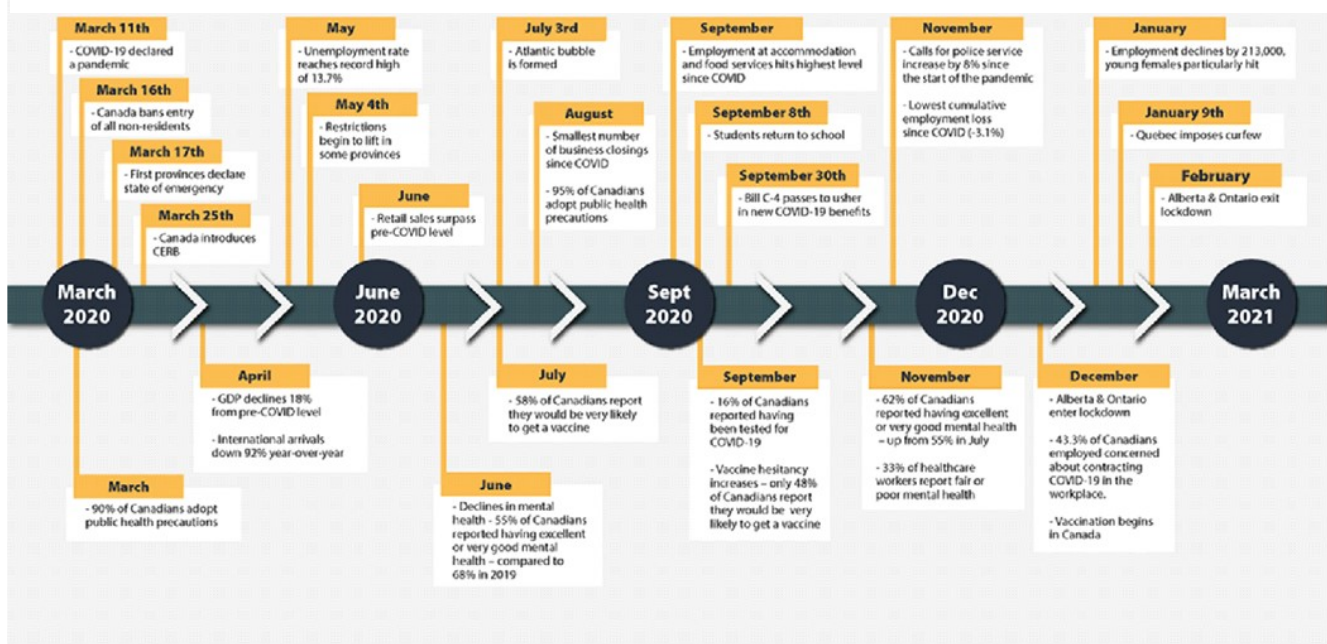 March 11th
- COVID-19 declared
a pandemic
March 16th
- Canada bans entry
of all non-residents
March 17th
- First provinces declare
state of emergency
March 25th
- Canada introduces
CERB
May
- Unemployment rate
reaches record high
of 13.7%
May 4th
- Restrictions
begin to lift in
some provinces
June
- Retail sales surpass
pre-COVID level
July 3rd
- Atlantic bubble
is formed
August
- Smallest number
of business closings
since COVID
- 95% of Canadians
adopt public health
precautions
September
- Employment at accommodation
and food services hits highest level
since COVID
September 8th
- Students return to school
September 30th
- Bill C-4 passes to usher
in new COVID-19 benefits
November
- Calls for police service
increase by 8% since
the start of the pandemic
- Lowest cumulative
employment loss
since COVID (-3.1%)
January
- Employment declines by 213,000,
young females particularly hit
January 9th
- Quebec imposes curfew
February
- Alberta & Ontario exit
lockdown
March
2020
June
2020
Sept
2020
Dec
2020
March
2021
March
- 90% of Canadians adopt
public health precautions
April
- GDP declines 18%
from pre-COVID level
- International arrivals
down 92% year-over-year
June
- Declines in mental
health - 55% of Canadians
reported having excellent
or very good mental
health – compared to
68% in 2019
July
- 58% of Canadians report
they would be very likely
to get a vaccine
September
- 16% of Canadians
reported having
been tested for
COVID-19
- Vaccine hesitancy
increases – only 48%
of Canadians report
they would be very
likely to get a vaccine
November
- 62% of Canadians
reported having excellent
or very good mental health
– up from 55% in July
- 33% of healthcare
workers report fair or
poor mental health
December
- Alberta & Ontario
enter lockdown
- 43.3% of Canadians
employed concerned
about contracting
COVID-19 in the
workplace.
- Vaccination begins
in Canada